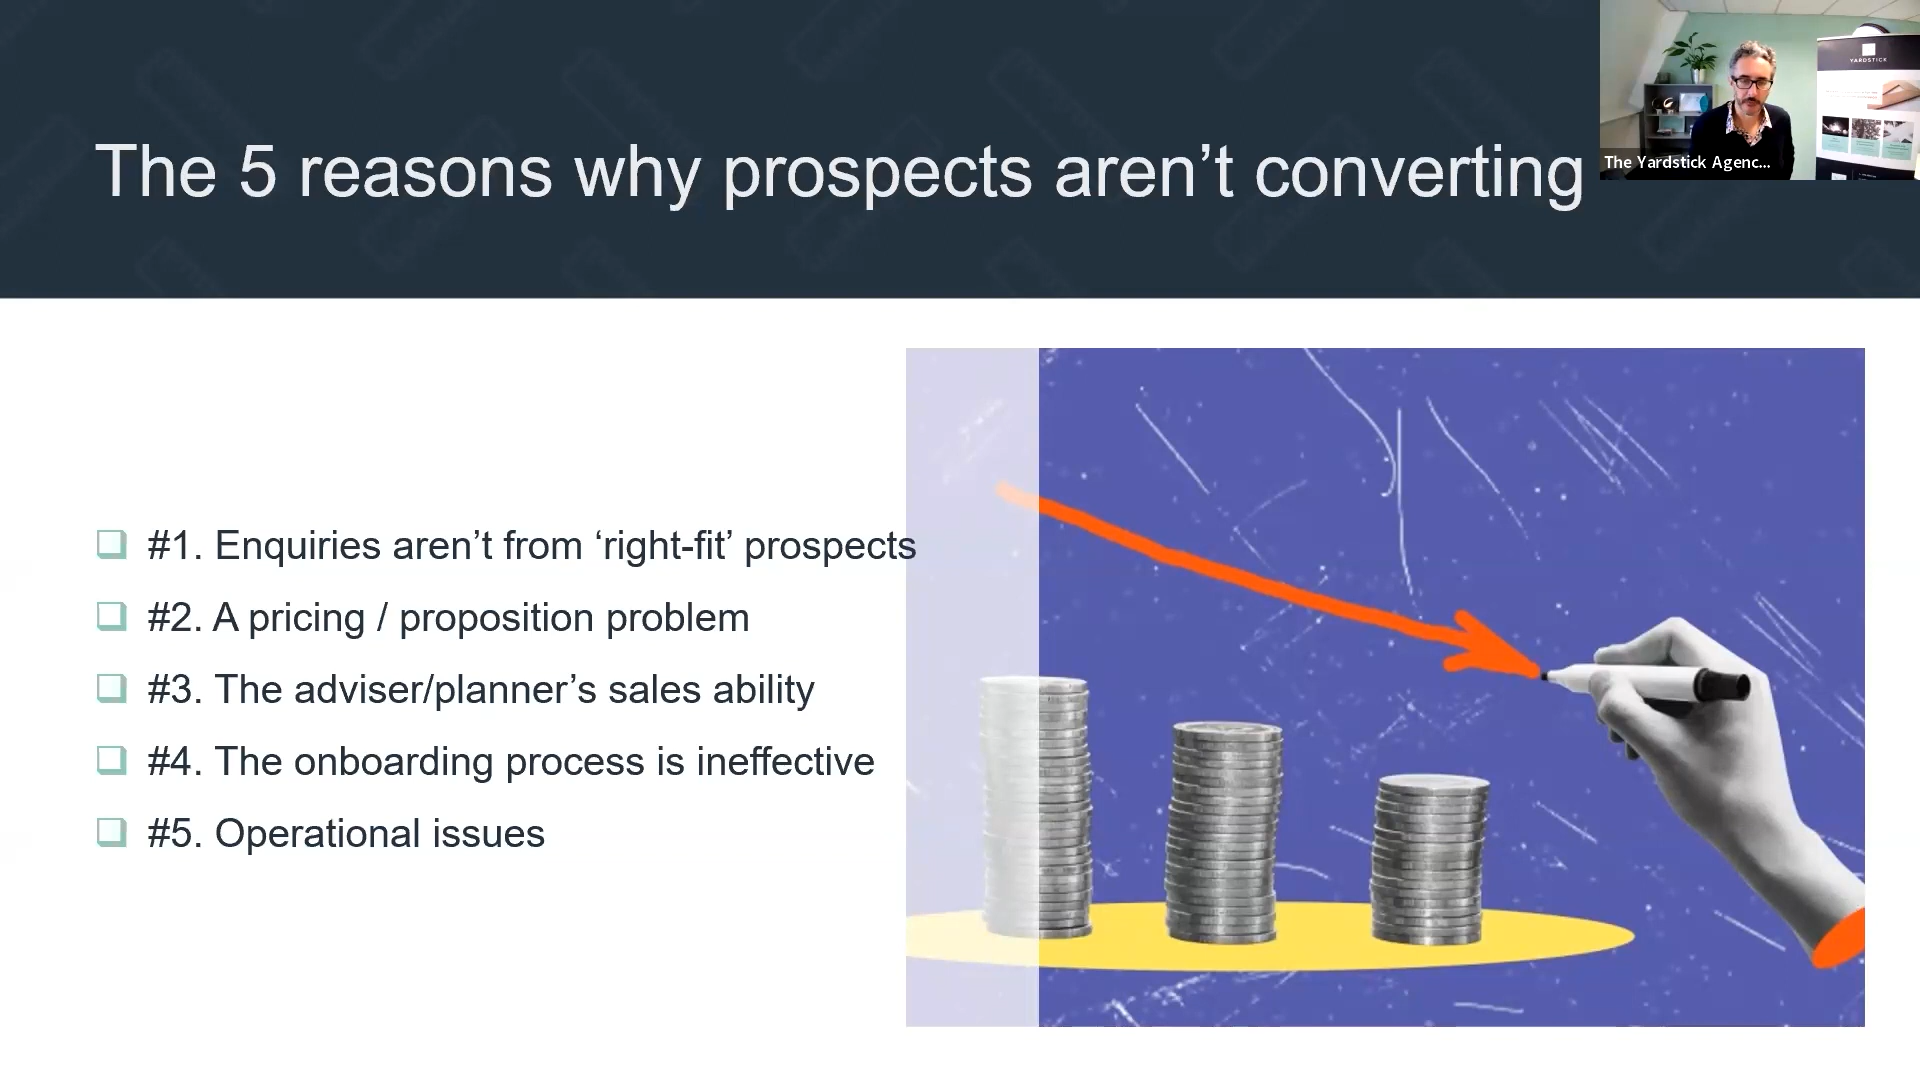 The 5 reasons why prospects aren’t converting
YARDSTICK
The Yardstick Agenc...
#1. Enquiries aren’t from ‘right-fit’ prospects
#2. A pricing / proposition problem
#3. The adviser/planner’s sales ability
#4. The onboarding process is ineffective
#5. Operational issues